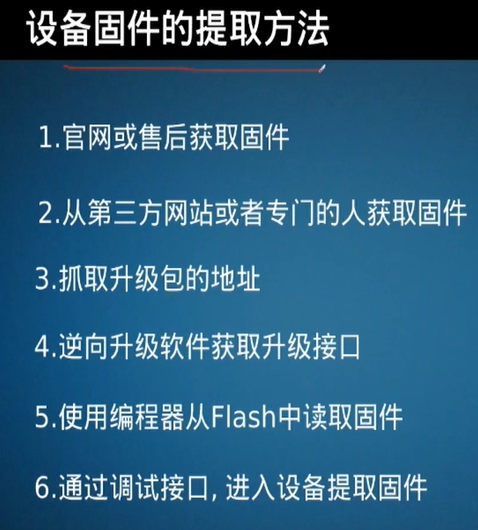 设备固件的提取方法
1.官网或售后获取固件
2.从第三方网站或者专门的人获取固件
3.抓取升级包的地址
4.逆向升级软件获取升级接口
5.使用编程器从Flash中读取固件
6.通过调试接口,进入设备提取固件